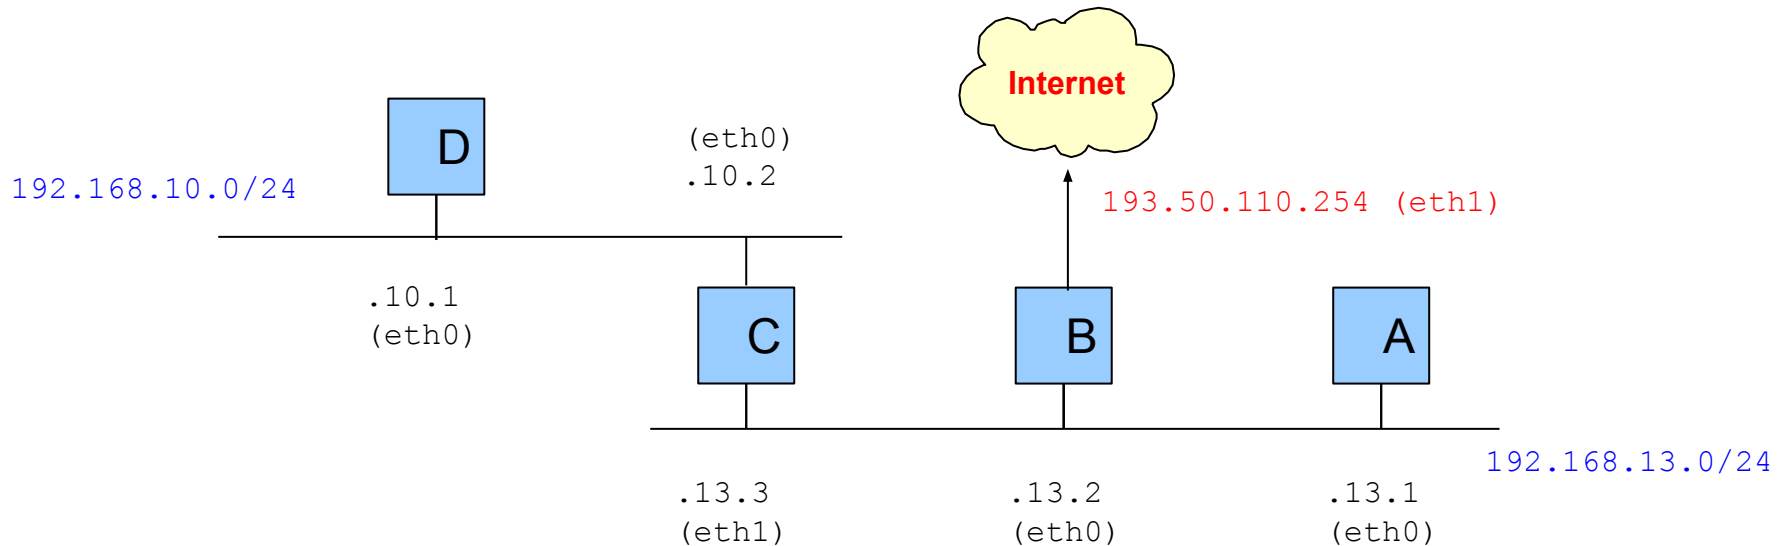 Internet
D
(eth0)
.10.2
192.168.10.0/24
193.50.110.254 (eth1)
.10.1
(eth0)
C
B
A
192.168.13.0/24
.13.3
(eth1)
.13.2
(eth0)
.13.1
(eth0)